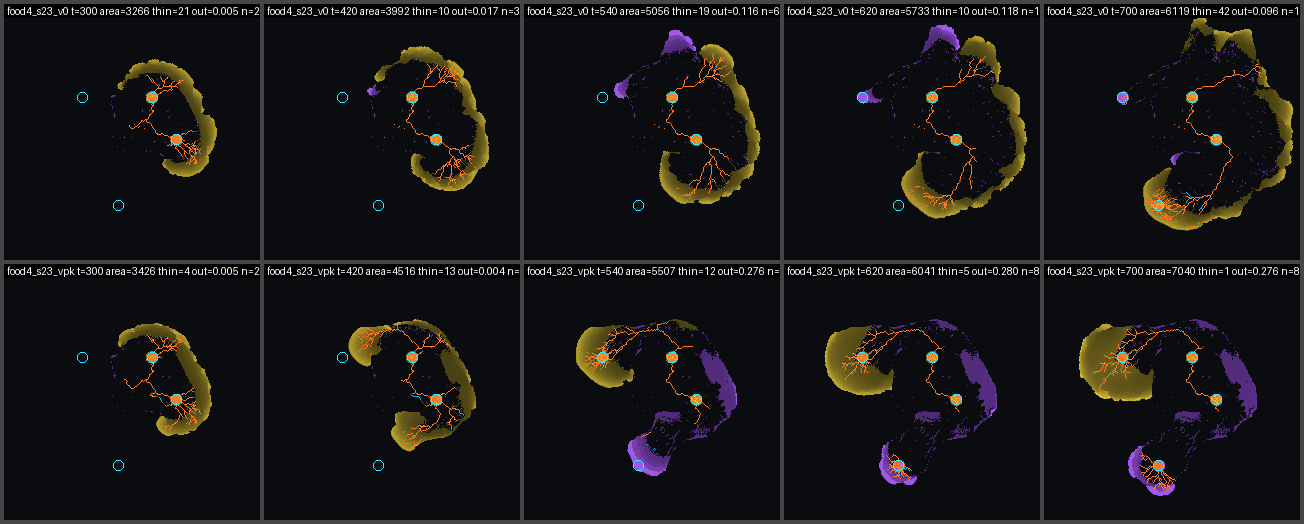 food4_s23_v0 t=300 area=3266 thin=21 out=0.005 n=2
food4_s23_v0 t=420 area=3992 thin=10 out=0.017 n=3
food4_s23_v0 t=540 area=5056 thin=19 out=0.116 n=6
food4_s23_v0 t=620 area=5733 thin=10 out=0.118 n=1
food4_s23_v0 t=700 area=6119 thin=42 out=0.096 n=1
food4_s23_vpk t=300 area=3426 thin=4 out=0.005 n=2
food4_s23_vpk t=420 area=4516 thin=13 out=0.004 n=
food4_s23_vpk t=540 area=5507 thin=12 out=0.276 n=
food4_s23_vpk t=620 area=6041 thin=5 out=0.280 n=8
food4_s23_vpk t=700 area=7040 thin=1 out=0.276 n=8